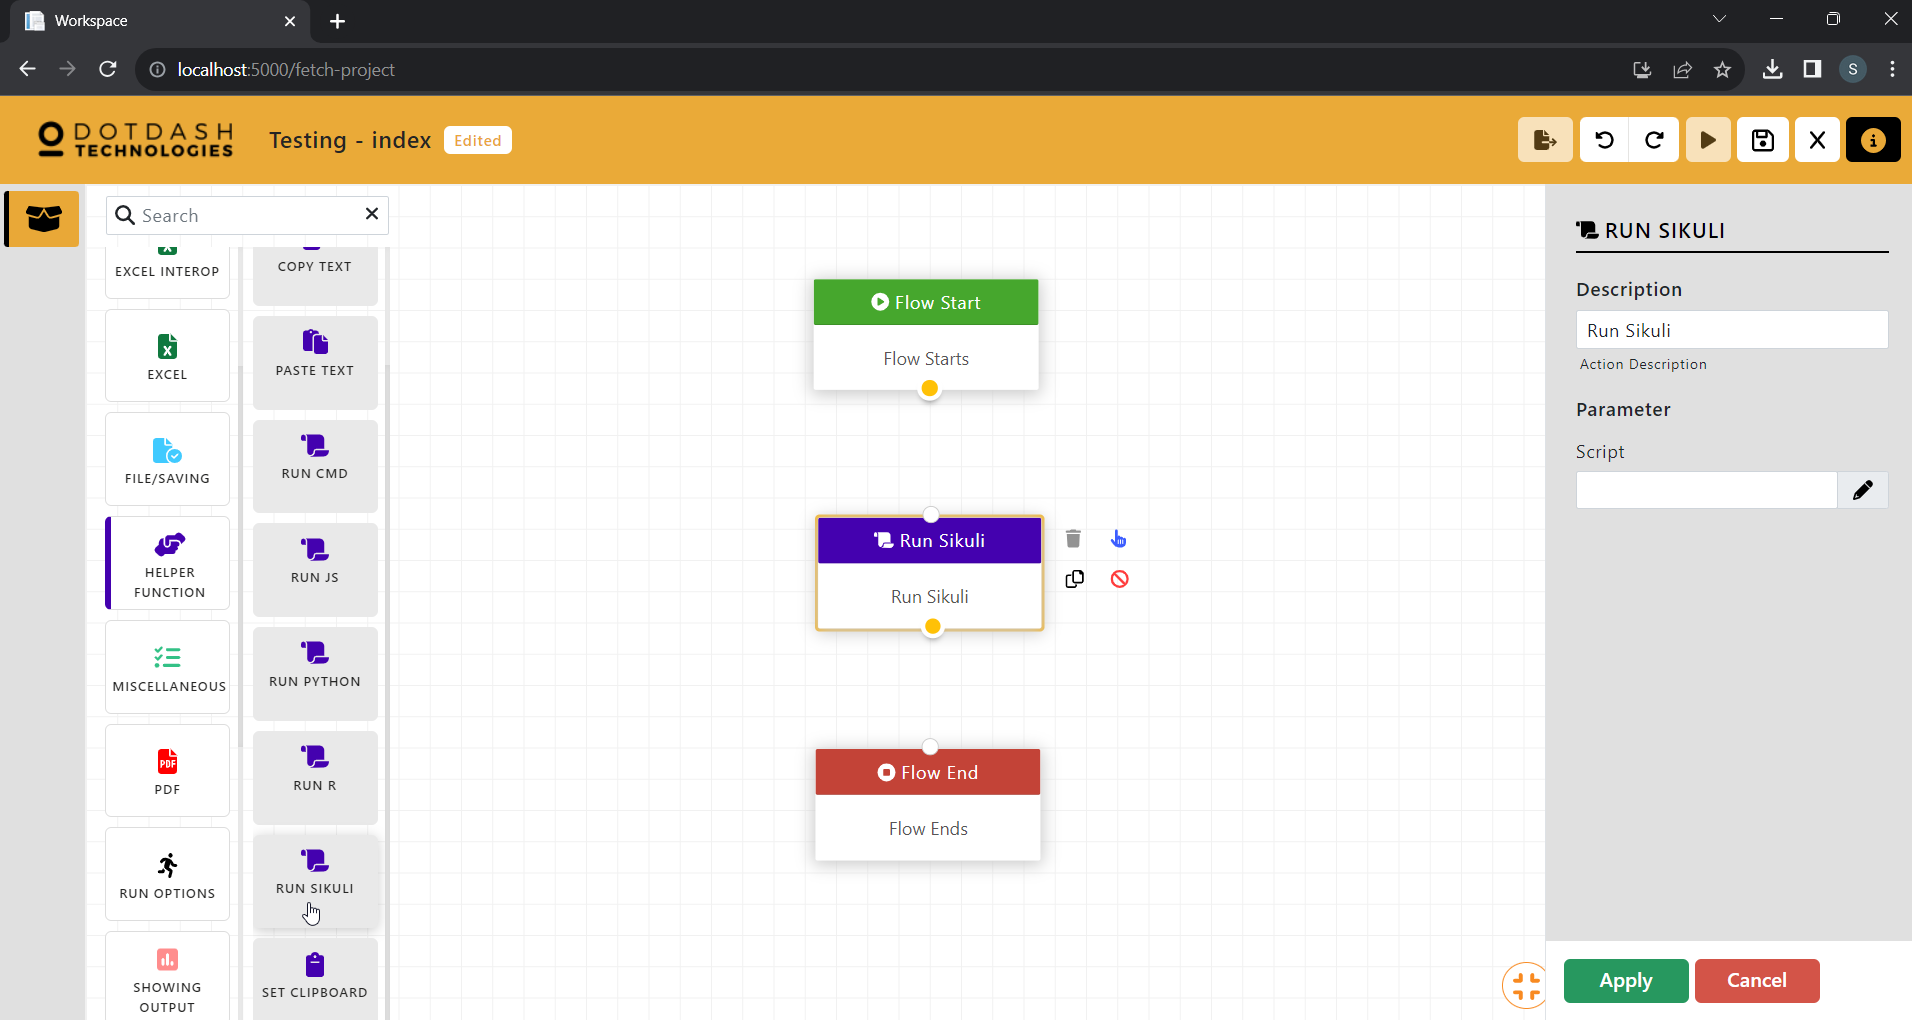 Workspace
localhost:5000/fetch-project
S
DOTDASH
TECHNOLOGIES
Testing - index
Edited
Search
EXCEL INTEROP
EXCEL
FILE/SAVING
HELPER
FUNCTION
MISCELLANEOUS
PDF
PDF
RUN OPTIONS
SHOWING
OUTPUT
COPY TEXT
PASTE TEXT
RUN CMD
RUN JS
RUN PYTHON
RUN R
RUN SIKULI
SET CLIPBOARD
Flow Start
Flow Starts
Run Sikuli
Run Sikuli
Flow End
Flow Ends
RUN SIKULI
Description
Run Sikuli
Action Description
Parameter
Script
Apply
Cancel